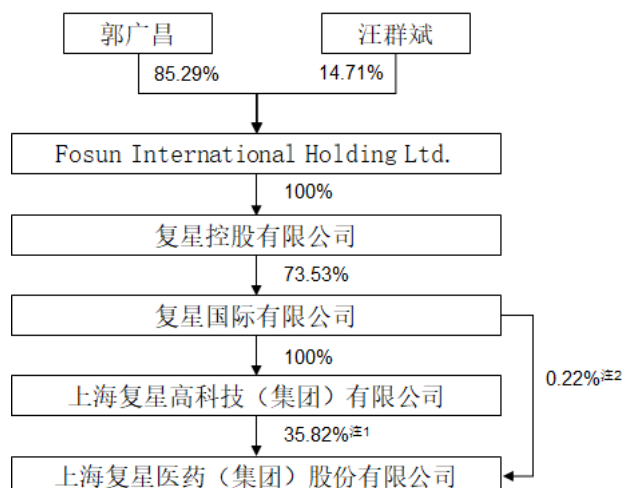 郭广昌
汪群斌
85.29%
14.71%
Fosun International Holding Ltd.
100%
复星控股有限公司
73.53%
复星国际有限公司
100%
0.22%注2
上海复星高科技（集团）有限公司
35.82%注1
上海复星医药（集团）股份有限公司